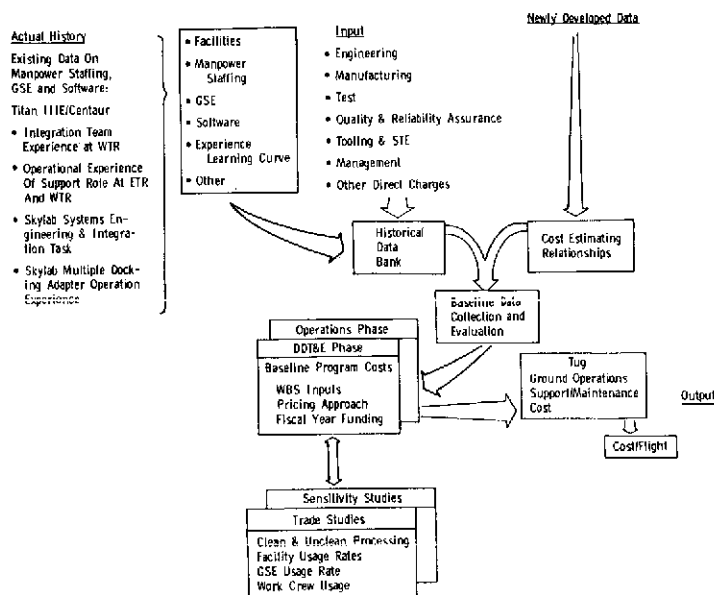 Newly Developed Data
Actual History
Existing Data On
Manpower Staffing,
GSE and Software:
Titan IIIE/Centaur
• Integration Team
Experience at WTR
• Operational Experience
Of Support Role At ETR
And WTR
• Skylab Systems Engi-
neering & Integration
Task
• Skylab Multiple Dock-
ing Adapter Operation
Experience
• Facilities
• Manpower
Staffing
• GSE
• Software
• Experience
Learning Curve
• Other
Input
• Engineering
• Manufacturing
• Test
• Quality & Reliability Assurance
• Tooling & STE
• Management
• Other Direct Charges
Historical
Data
Bank
Cost Estimating
Relationships
Baseline Data
Collection and
Evaluation
Operations Phase
DDT&E Phase
Baseline Program Costs
WBS Inputs
Pricing Approach
Fiscal Year Funding
Tug
Ground Operations
Support/Maintenance
Cost
Output
Cost/Flight
Sensitivity Studies
Trade Studies
Clean & Unclean Processing
Facility Usage Rates
GSE Usage Rate
Work Crew Usage